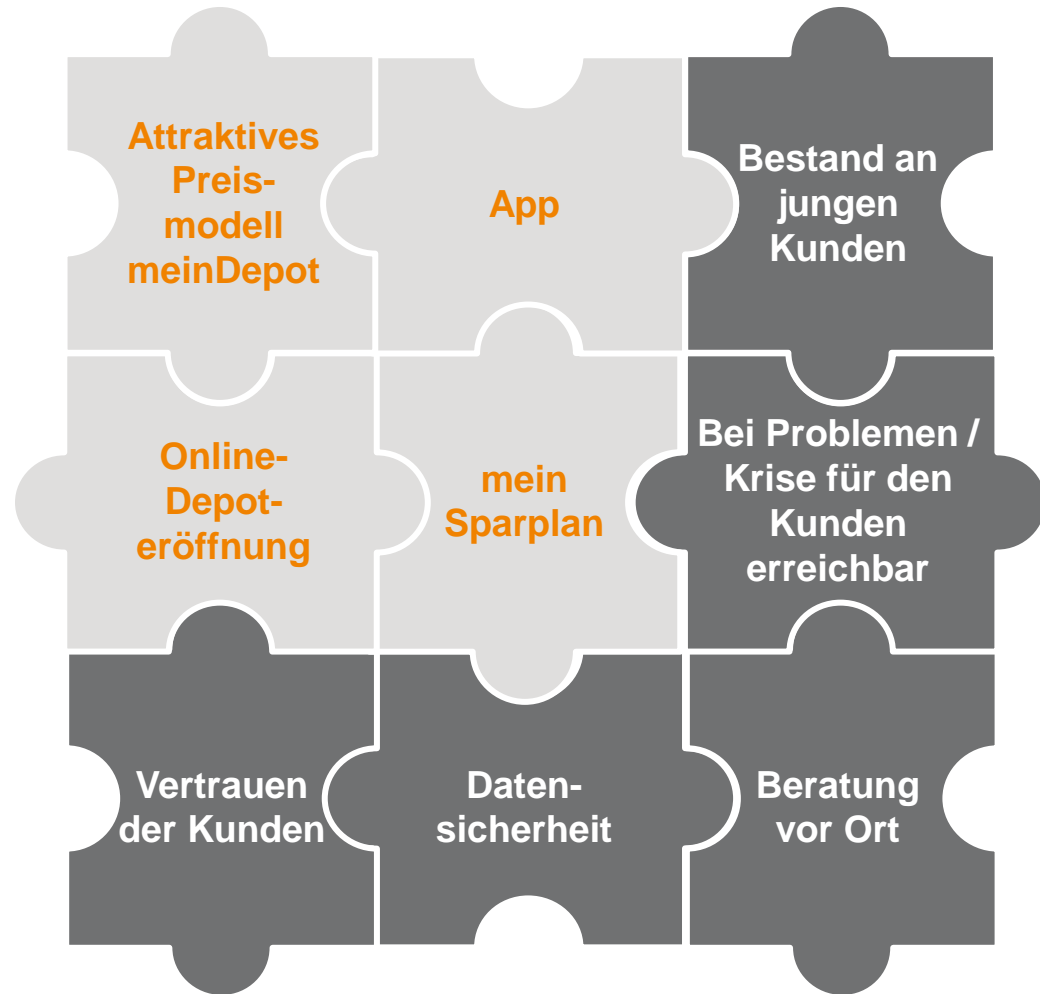 Attraktives
Preis-
modell
meinDepot
App
Bestand an
jungen
Kunden
Online-
Depot-
eröffnung
mein
Sparplan
Bei Problemen /
Krise für den
Kunden
erreichbar
Vertrauen
der Kunden
Daten-
sicherheit
Beratung
vor Ort